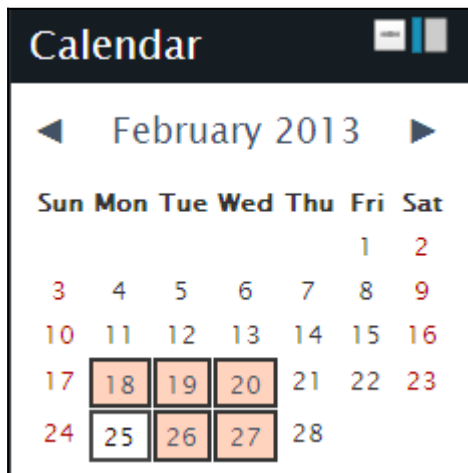 Calendar
◄ February 2013 ►
Sun Mon Tue Wed Thu Fri Sat
1 2
3 4 5 6 7 8 9
10 11 12 13 14 15 16
17 18 19 20 21 22 23
24 25 26 27 28